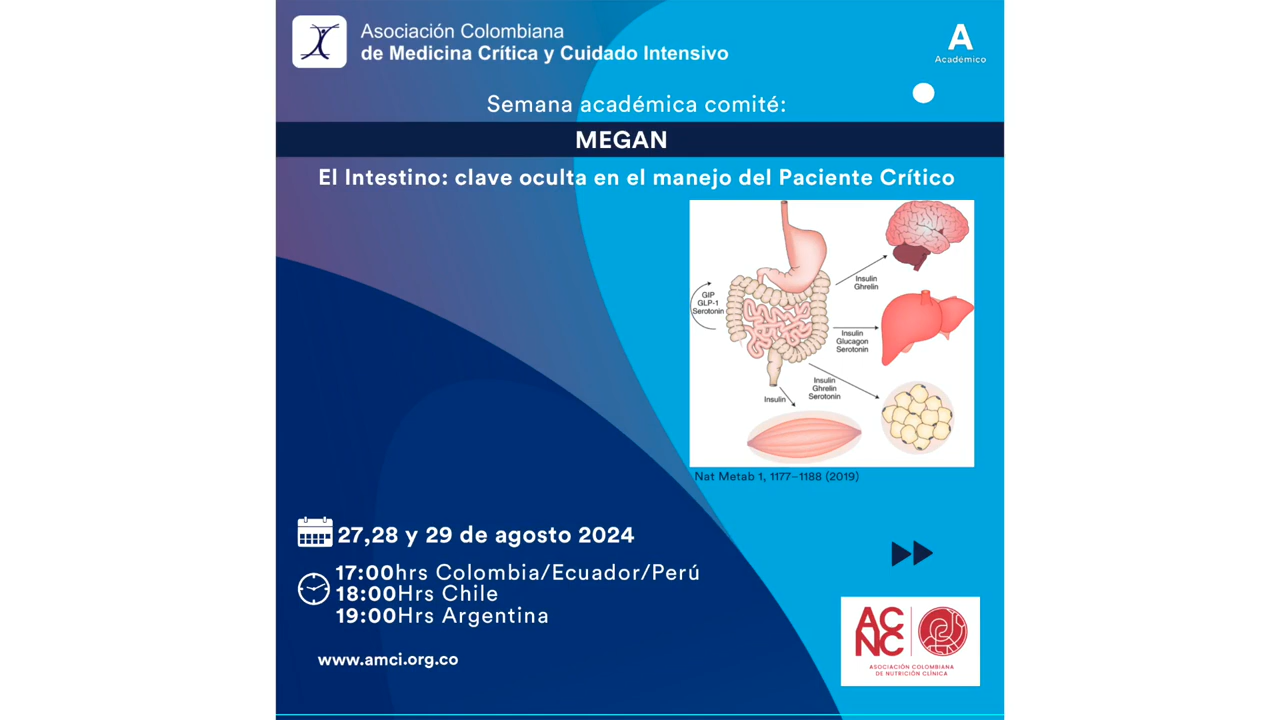 Asociación Colombiana
de Medicina Crítica y Cuidado Intensivo
A
Académico
Semana académica comité:
MEGAN
El Intestino: clave oculta en el manejo del Paciente Crítico
GIP
GLP-1
Serotonin
Insulin
Ghrelin
Insulin
Glucagon
Serotonin
Insulin
Ghrelin
Serotonin
Insulin
Nat Metab 1, 1177–1188 (2019)
27,28 y 29 de agosto 2024
17:00hrs Colombia/Ecuador/Perú
18:00Hrs Chile
19:00Hrs Argentina
www.amci.org.co
AC
NC
ASOCIACIÓN COLOMBIANA
DE NUTRICIÓN CLÍNICA